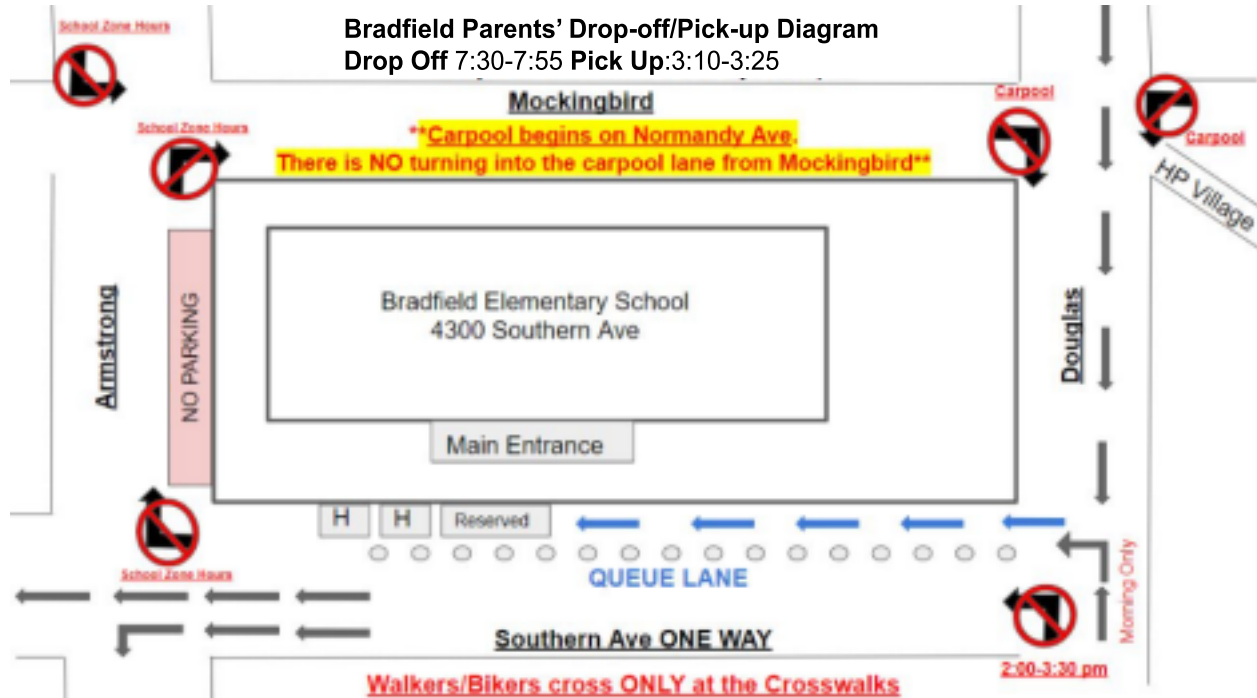 Bradfield Parents’ Drop-off/Pick-up Diagram
Drop Off 7:30-7:55 Pick Up:3:10-3:25
School Zone Hours
Mockingbird
Carpool
School Zone Hours
**Carpool begins on Normandy Ave.
Carpool
There is NO turning into the carpool lane from Mockingbird**
HP Village
Armstrong
NO PARKING
Bradfield Elementary School
4300 Southern Ave
Douglas
Main Entrance
H
H
Reserved
QUEUE LANE
School Zone Hours
Morning Only
Southern Ave ONE WAY
2:00-3:30 pm
Walkers/Bikers cross ONLY at the Crosswalks